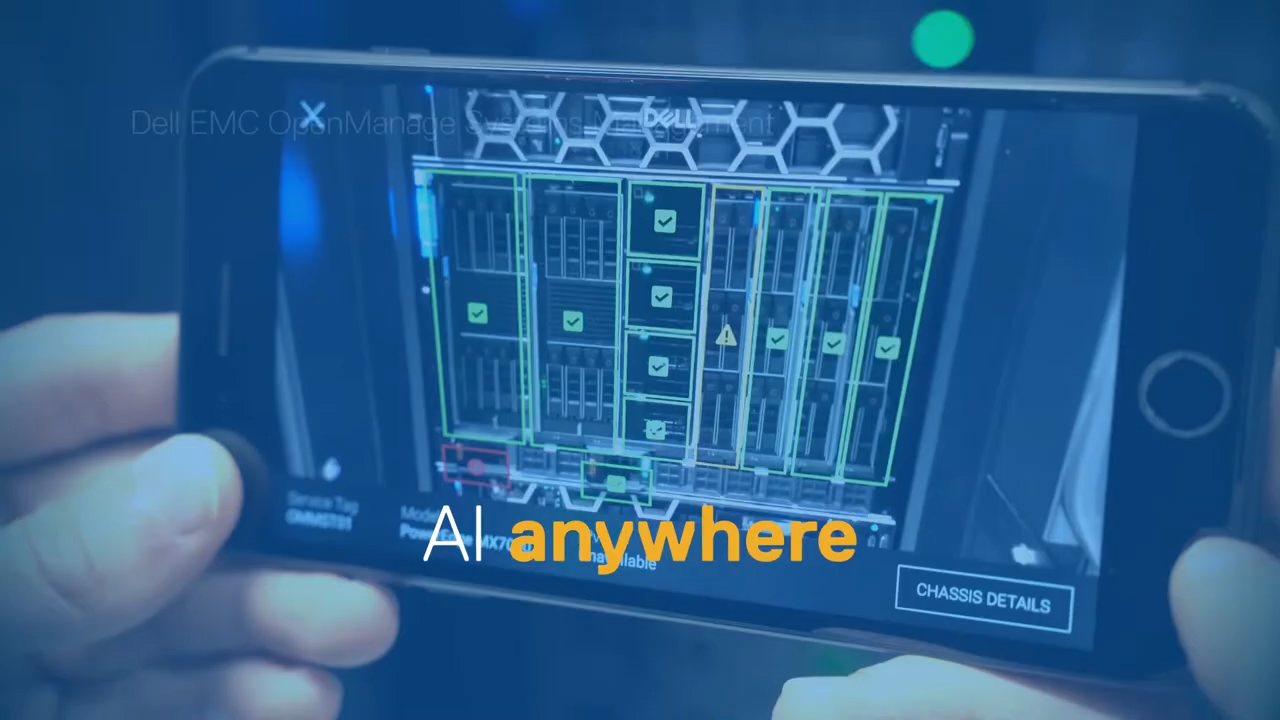 Dell EMC OpenManage Systems Management
DELL
Service Tag
Model
AI anywhere
CHASSIS DETAILS